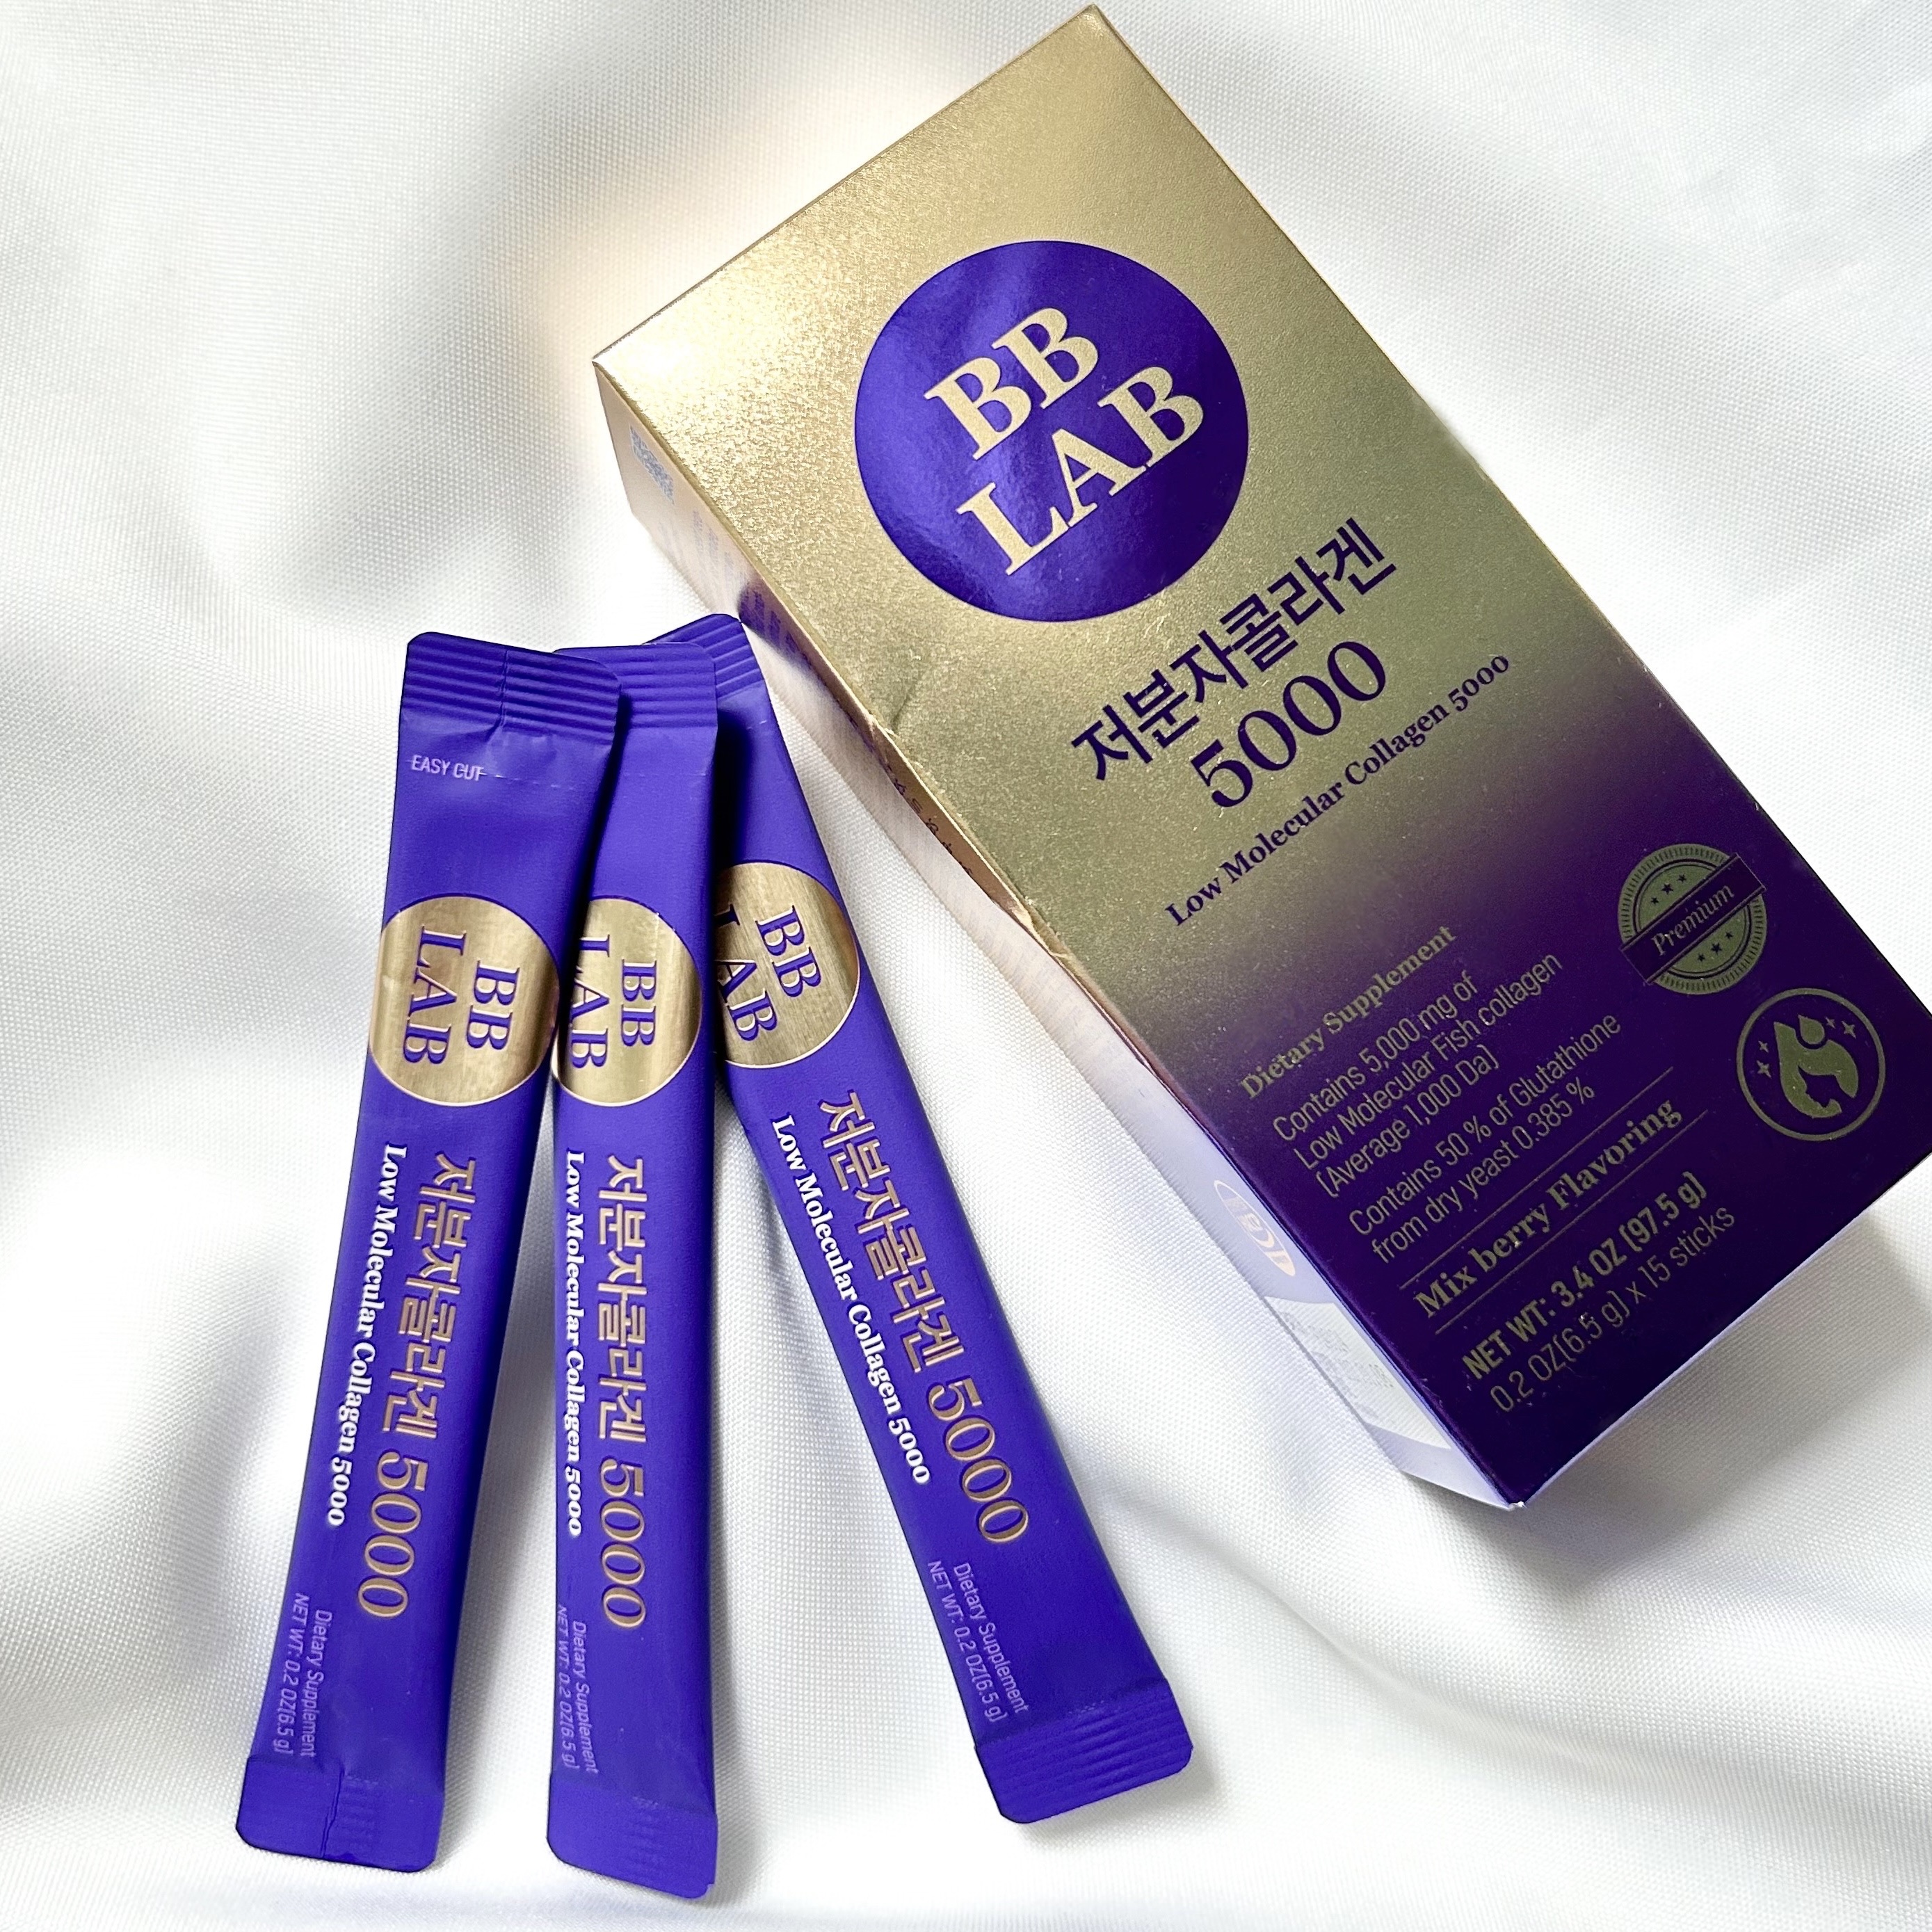 BB
LAB
저분자콜라겐
5000
Low Molecular Collagen 5000
Premium
Dietary Supplement
Contains 5,000 mg of
Low Molecular Fish collagen
(Average 1,000 Da)
Contains 50 % of Glutathione
from dry yeast 0.385 %
Mix berry Flavoring
NET WT: 3.4 OZ (97.5 g)
0.2 OZ(6.5 g) x 15 sticks
EASY CUT
BB
LAB
저분자콜라겐 5000
Low Molecular Collagen 5000
Dietary Supplement
NET WT: 0.2 OZ(6.5 g)
BB
LAB
저분자콜라겐 5000
Low Molecular Collagen 5000
Dietary Supplement
NET WT: 0.2 OZ(6.5 g)
BB
LAB
저분자콜라겐 5000
Low Molecular Collagen 5000
Dietary Supplement
NET WT: 0.2 OZ(6.5 g)